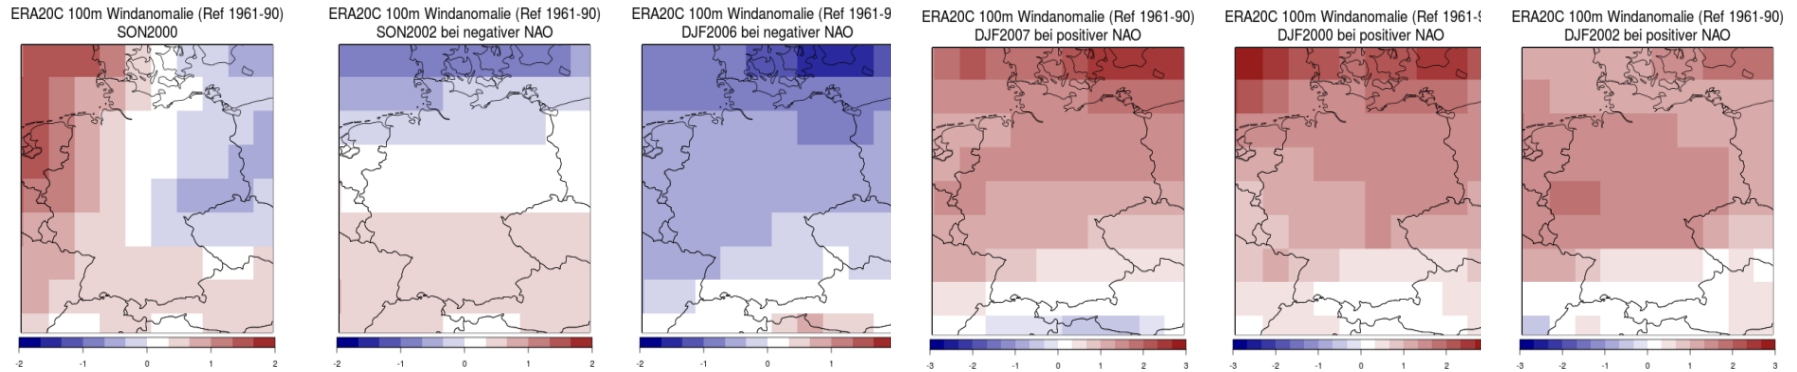 ERA20C 100m Windanomalie (Ref 1961-90)
SON2000
-2 -1 0 1 2
ERA20C 100m Windanomalie (Ref 1961-90)
SON2002 bei negativer NAO
-2 -1 0 1 2
ERA20C 100m Windanomalie (Ref 1961-9
DJF2006 bei negativer NAO
-2 -1 0 1
ERA20C 100m Windanomalie (Ref 1961-90)
DJF2007 bei positiver NAO
-3 -2 -1 0 1 2 3
ERA20C 100m Windanomalie (Ref 1961-9
DJF2000 bei positiver NAO
-3 -2 -1 0 1 2
ERA20C 100m Windanomalie (Ref 1961-90)
DJF2002 bei positiver NAO
-3 -2 -1 0 1 2 3